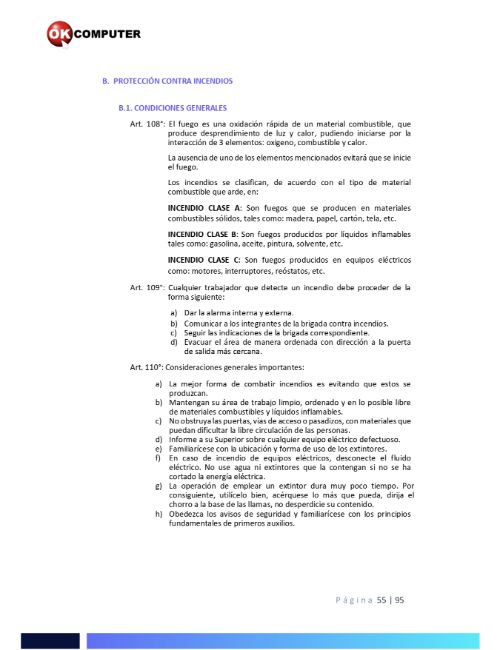 OK COMPUTER
B. PROTECCIÓN CONTRA INCENDIOS
B.1. CONDICIONES GENERALES
Art. 108°: El fuego es una oxidación rápida de un material combustible, que
produce desprendimiento de luz y calor, pudiendo iniciarse por la
interacción de 3 elementos: oxigeno, combustible y calor.
La ausencia de uno de los elementos mencionados evitará que se inicie
el fuego.
Los incendios se clasifican, de acuerdo con el tipo de material
combustible que arde, en:
INCENDIO CLASE A: Son fuegos que se producen en materiales
combustibles sólidos, tales como: madera, papel, cartón, tela, etc.
INCENDIO CLASE B: Son fuegos producidos por líquidos inflamables
tales como: gasolina, aceite, pintura, solvente, etc.
INCENDIO CLASE C: Son fuegos producidos en equipos eléctricos
como: motores, interruptores, reóstatos, etc.
Art. 109°: Cualquier trabajador que detecte un incendio debe proceder de la
forma siguiente:
a) Dar la alarma interna y externa.
b) Comunicar a los integrantes de la brigada contra incendios.
c) Seguir las indicaciones de la brigada correspondiente.
d) Evacuar el área de manera ordenada con dirección a la puerta
de salida más cercana.
Art. 110°: Consideraciones generales importantes:
a) La mejor forma de combatir incendios es evitando que estos se
produzcan.
b) Mantengan su área de trabajo limpio, ordenado y en lo posible libre
de materiales combustibles y líquidos inflamables.
c) No obstruya las puertas, vías de acceso o pasadizos, con materiales que
puedan dificultar la libre circulación de las personas.
d) Informe a su Superior sobre cualquier equipo eléctrico defectuoso.
e) Familiarícese con la ubicación y forma de uso de los extintores.
f) En caso de incendio de equipos eléctricos, desconecte el fluido
eléctrico. No use agua ni extintores que la contengan si no se ha
cortado la energía eléctrica.
g) La operación de emplear un extintor dura muy poco tiempo. Por
consiguiente, utilícelo bien, acérquese lo más que pueda, dirija el
chorro a la base de las llamas, no desperdicie su contenido.
h) Obedezca los avisos de seguridad y familiarícese con los principios
fundamentales de primeros auxilios.
Página 55 | 95